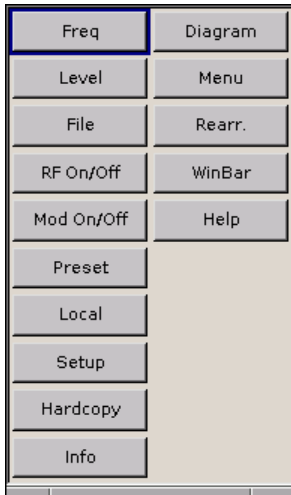 Freq Diagram
Level Menu
File Rearr.
RF On/Off WinBar
Mod On/Off Help
Preset
Local
Setup
Hardcopy
Info